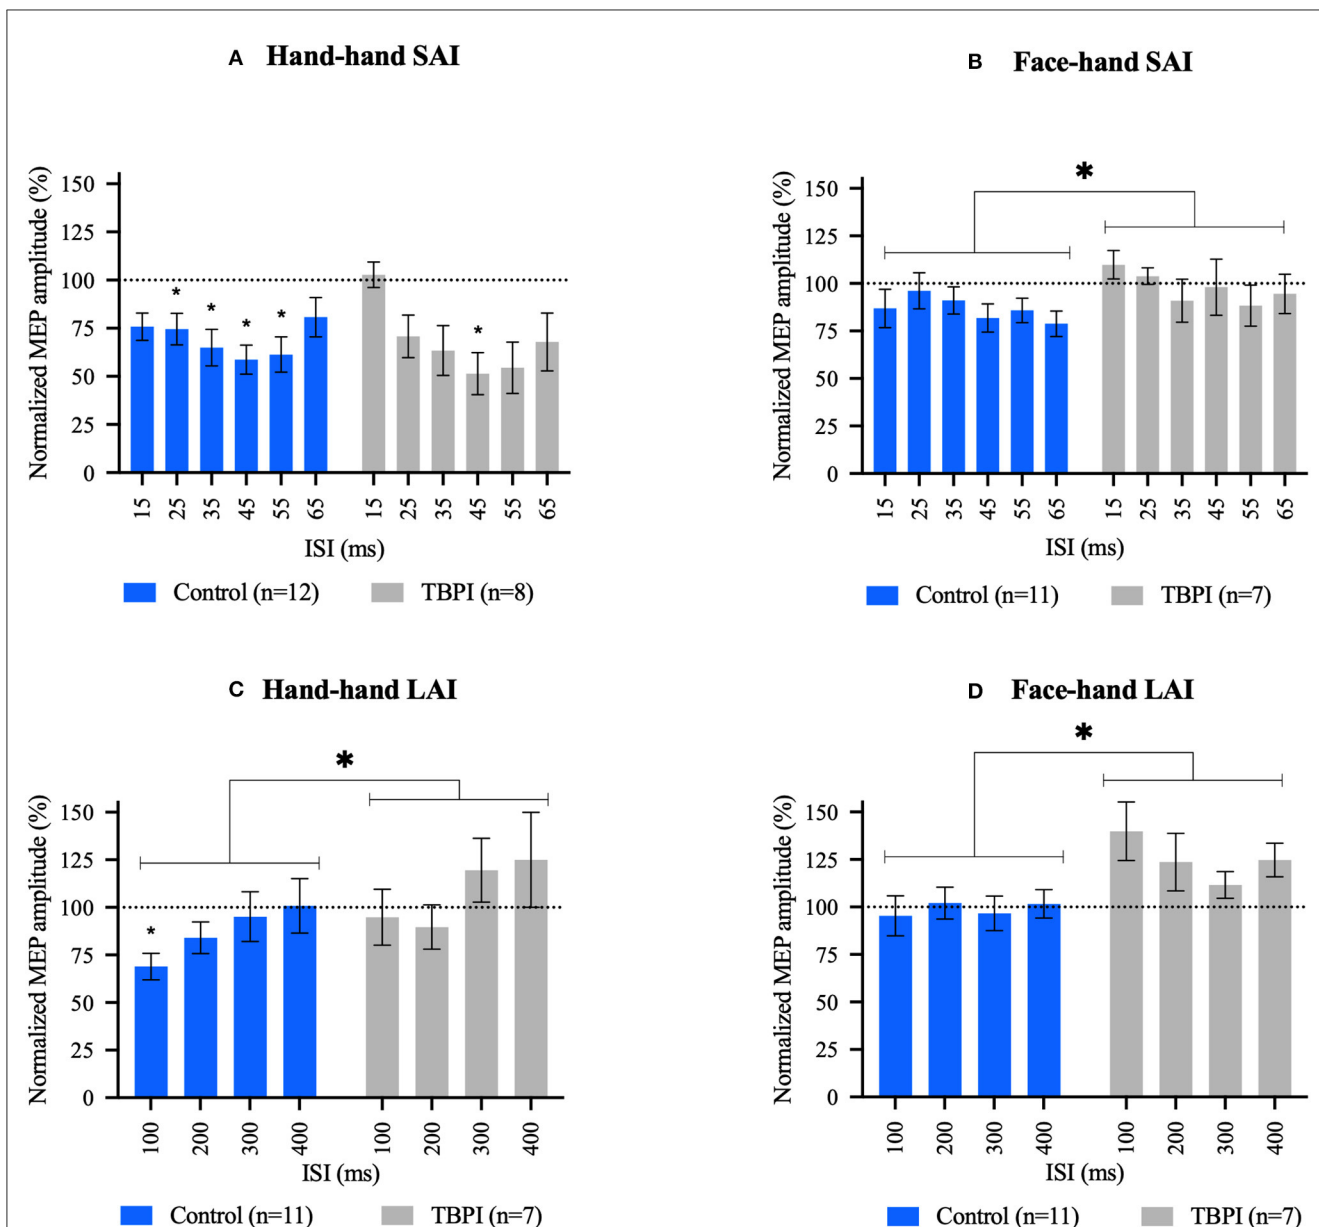 A Hand-hand SAI
Normalized MEP amplitude (%)
150
125
100
75
50
25
0
* * * * *
15 25 35 45 55 65 15 25 35 45 55 65
ISI (ms)
Control (n=12) TBPI (n=8)
B Face-hand SAI
Normalized MEP amplitude (%)
150
125
100
75
50
25
0
*
15 25 35 45 55 65 15 25 35 45 55 65
ISI (ms)
Control (n=11) TBPI (n=7)
C Hand-hand LAI
Normalized MEP amplitude (%)
150
125
100
75
50
25
0
*
*
100 200 300 400 100 200 300 400
ISI (ms)
Control (n=11) TBPI (n=7)
D Face-hand LAI
Normalized MEP amplitude (%)
150
125
100
75
50
25
0
*
100 200 300 400 100 200 300 400
ISI (ms)
Control (n=11) TBPI (n=7)